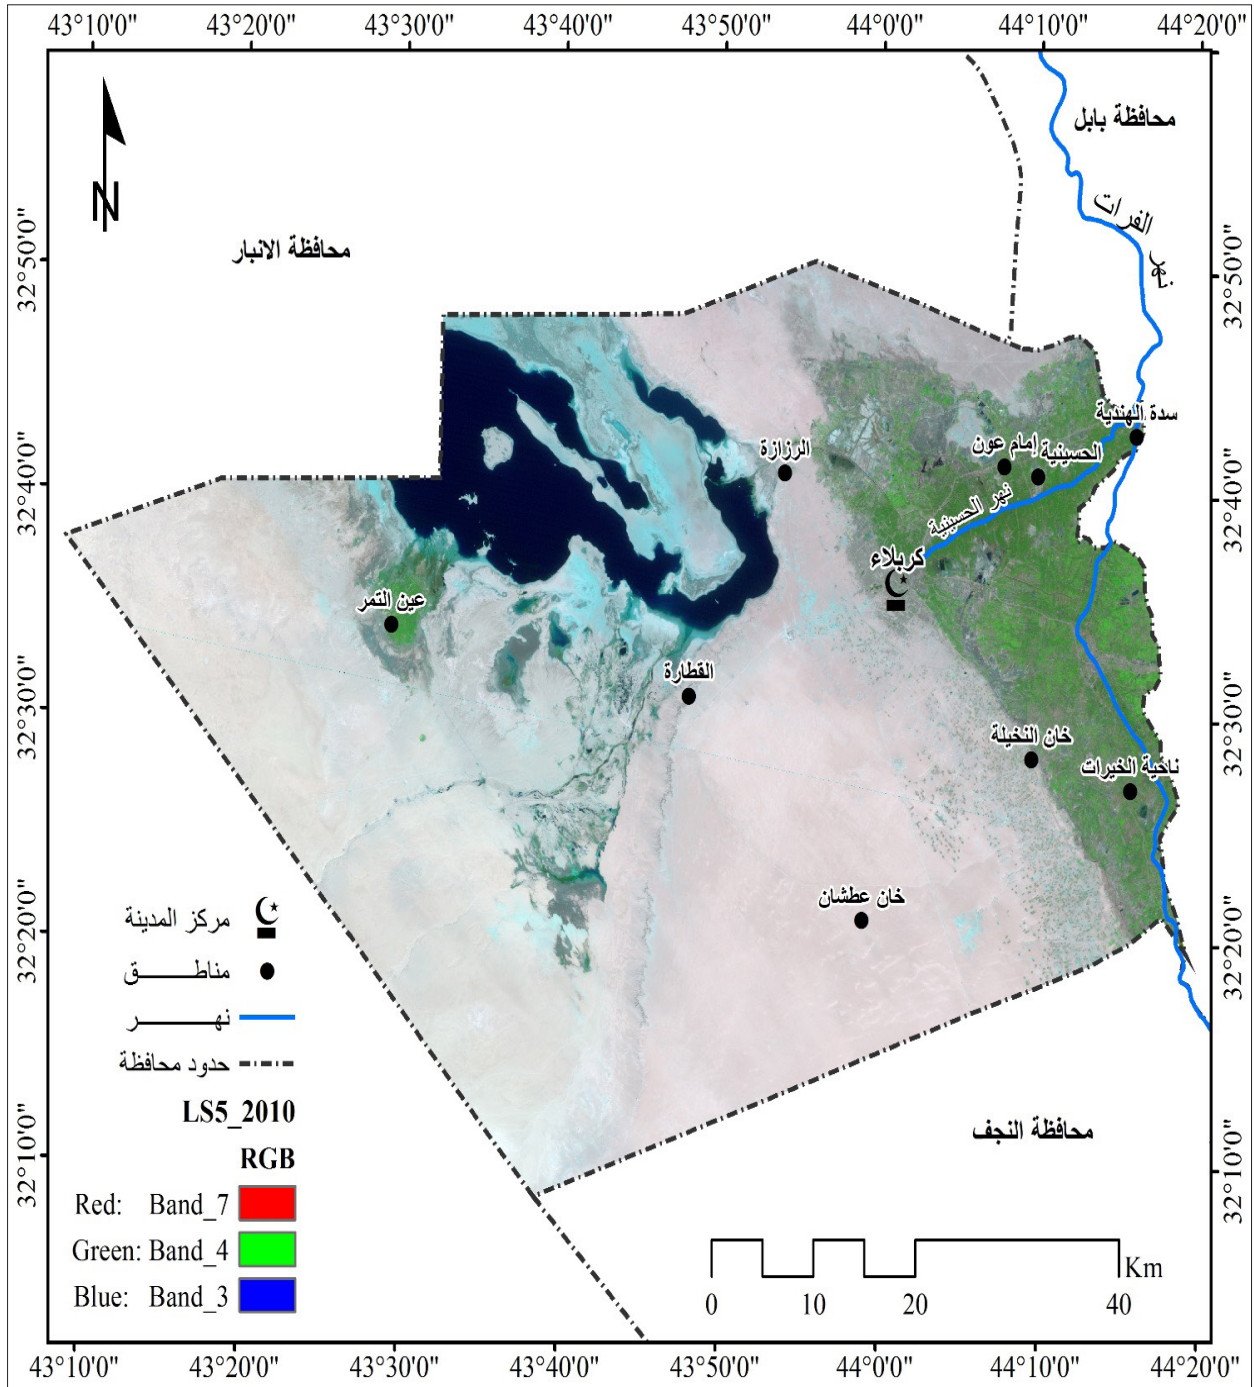 43°10'0" 43°20'0" 43°30'0" 43°40'0" 43°50'0" 44°00'0" 44°10'0" 44°20'0"
محافظة بابل
نهر الفرات
محافظة الانبار
N
32°50'0" 32°50'0"
سدة الهندية
الحسينية
إمام عون
الرزازة
32°40'0" 32°40'0"
نهر الحسينية
كربلاء
عين التمر
القطارة
32°30'0" 32°30'0"
خان النخيلة
ناحية الخيرات
خان عطشان
32°20'0" 32°20'0"
مركز المدينة
مناطـــــــق
نهـــــــــر
حدود محافظة
LS5_2010
RGB
محافظة النجف
32°10'0" 32°10'0"
Red: Band_7
Green: Band_4
Blue: Band_3
Km
0 10 20 40
43°10'0" 43°20'0" 43°30'0" 43°40'0" 43°50'0" 44°00'0" 44°10'0" 44°20'0"